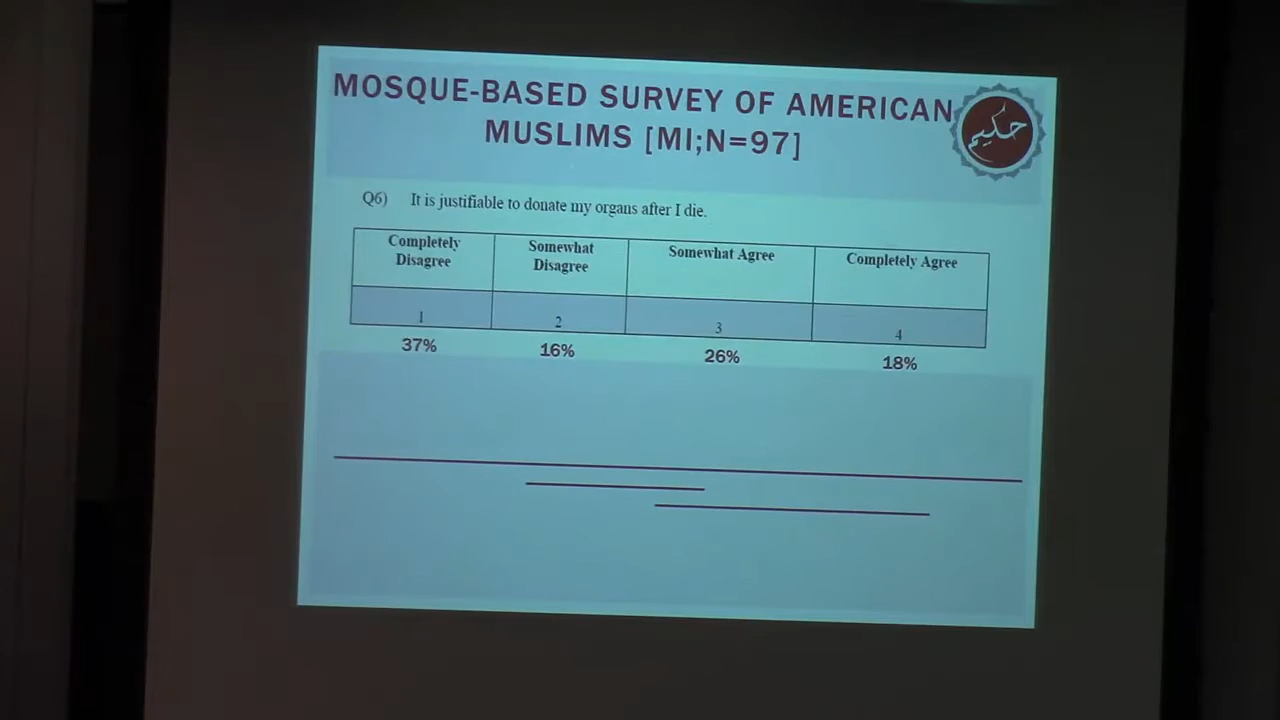 MOSQUE-BASED SURVEY OF AMERICAN
MUSLIMS [MI;N=97]
حكيم
Q6) It is justifiable to donate my organs after I die.
Completely Disagree
Somewhat Disagree
Somewhat Agree
Completely Agree
1
2
3
4
37%
16%
26%
18%